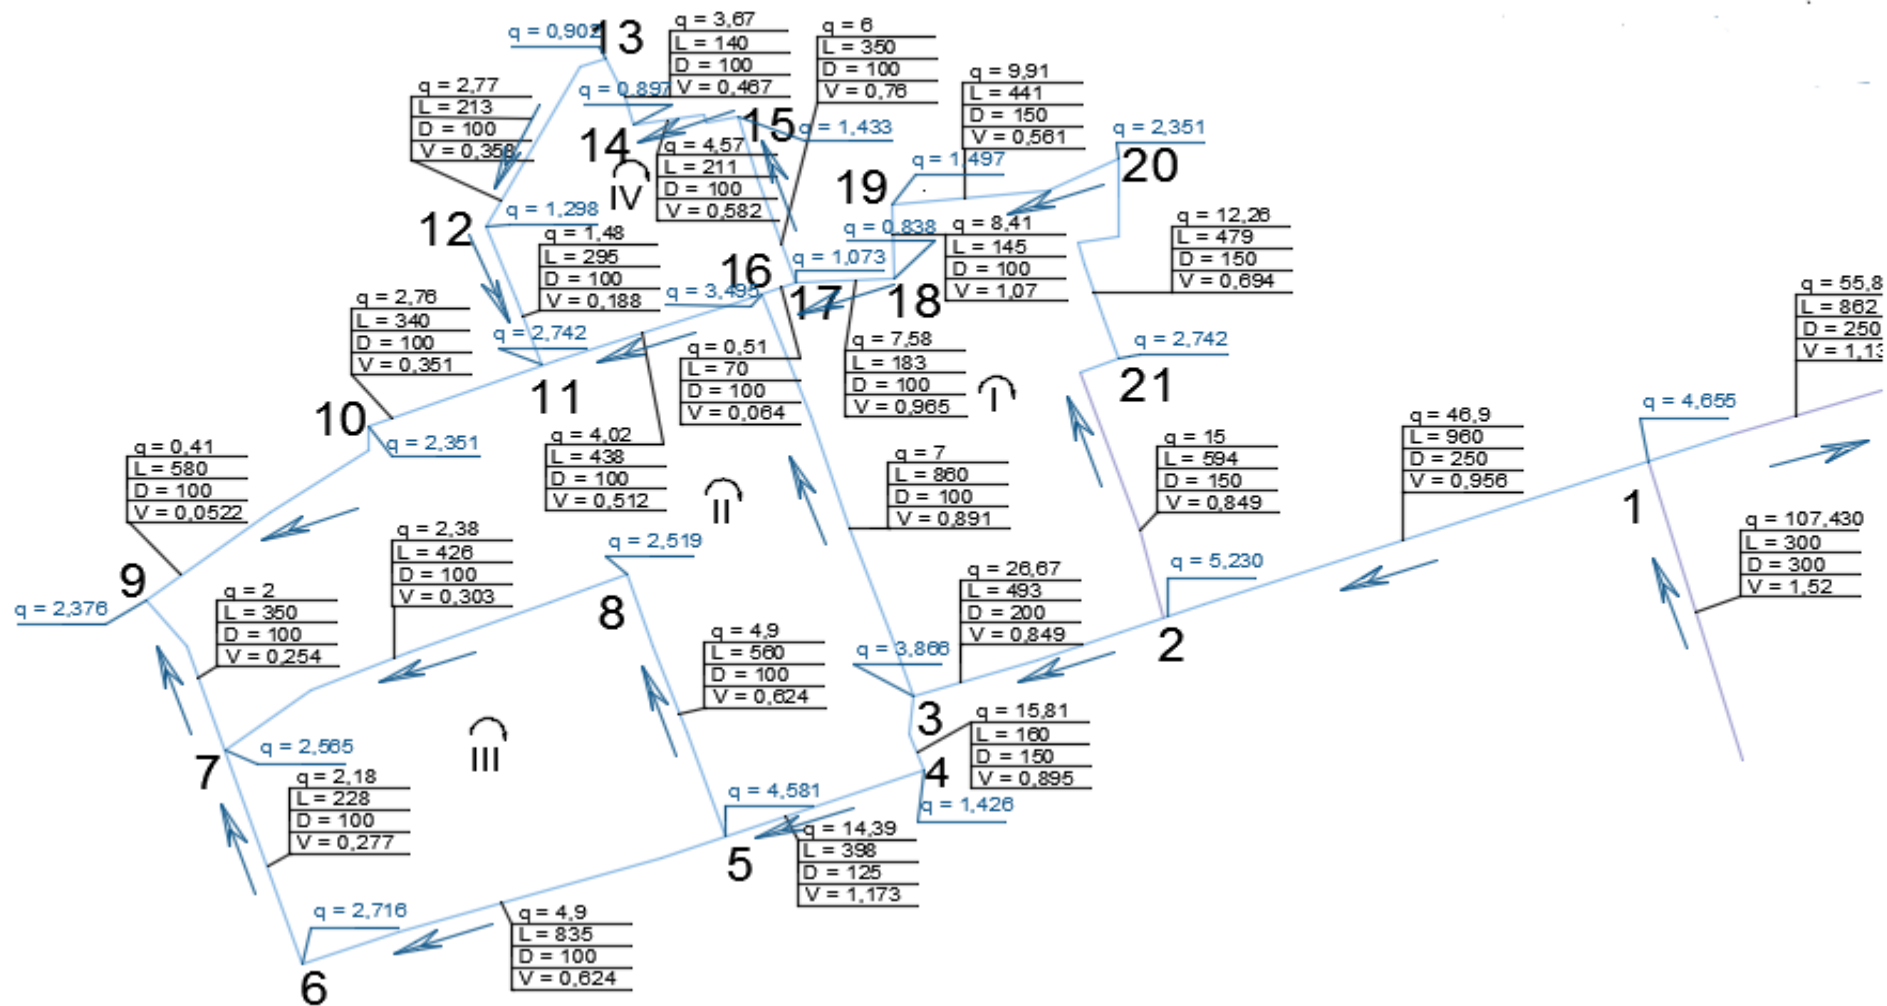 q = 0,902
13
q = 3,67
L = 140
D = 100
V = 0,467
q = 6
L = 350
D = 100
V = 0,76
q = 9,91
L = 441
D = 150
V = 0,561
q = 2,77
L = 213
D = 100
q = 0,897
14
15
q = 1,433
q = 2,351
20
q = 4,57
L = 211
D = 100
V = 0,582
IV
19
q = 1,497
12
q = 1,298
q = 1,48
L = 295
D = 100
V = 0,188
q = 0,838
q = 8,41
L = 145
D = 100
V = 1,07
q = 12,26
L = 479
D = 150
V = 0,694
16
q = 1,073
17
18
q = 3,495
q = 2,76
L = 340
D = 100
V = 0,351
q = 2,742
11
q = 0,51
L = 70
D = 100
V = 0,064
q = 7,58
L = 183
D = 100
V = 0,965
I
q = 2,742
21
q = 55,8
L = 862
D = 250
V = 1,13
10
q = 2,351
q = 0,41
L = 580
D = 100
V = 0,0522
q = 4,02
L = 438
D = 100
V = 0,512
II
q = 7
L = 860
D = 100
V = 0,891
q = 15
L = 594
D = 150
V = 0,849
q = 46,9
L = 960
D = 250
V = 0,956
q = 4,655
1
q = 107,430
L = 300
D = 300
V = 1,52
9
q = 2,376
q = 2
L = 350
D = 100
V = 0,254
q = 2,38
L = 426
D = 100
V = 0,303
q = 2,519
8
q = 4,9
L = 560
D = 100
V = 0,624
q = 26,67
L = 493
D = 200
V = 0,849
q = 5,230
2
q = 3,866
3
q = 15,81
L = 160
D = 150
V = 0,895
4
q = 1,426
7
q = 2,565
III
q = 2,18
L = 228
D = 100
V = 0,277
q = 4,581
5
q = 14,39
L = 398
D = 125
V = 1,173
q = 2,716
6
q = 4,9
L = 835
D = 100
V = 0,624